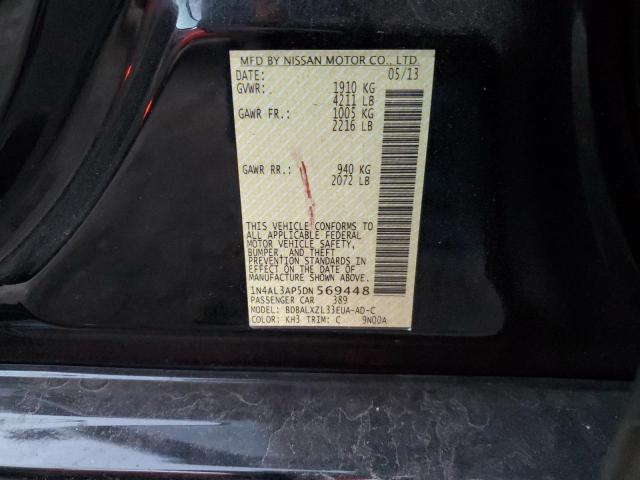 MFD BY NISSAN MOTOR CO., LTD.
DATE: 05/13
GVWR: 1910 KG
4211 LB
GAWR FR.: 1005 KG
2216 LB
GAWR RR.: 940 KG
2072 LB
THIS VEHICLE CONFORMS TO
ALL APPLICABLE FEDERAL
MOTOR VEHICLE SAFETY,
BUMPER, AND THEFT
PREVENTION STANDARDS IN
EFFECT ON THE DATE OF
MANUFACTURE SHOWN ABOVE.
1N4AL3AP5DN569448
PASSENGER CAR 389
MODEL: BDBALXZL33EUA-AD-C
COLOR: KH3 TRIM: C 9N00A